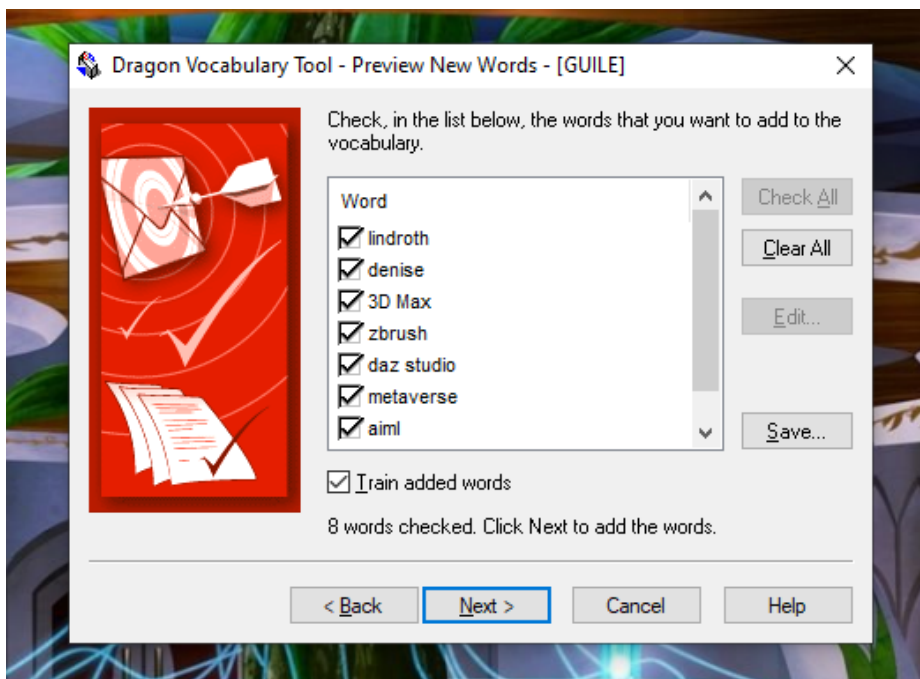 Dragon Vocabulary Tool - Preview New Words - [GUILE]
Check, in the list below, the words that you want to add to the
vocabulary.
Word
lindroth
denise
3D Max
zbrush
daz studio
metaverse
aiml
Check All
Clear All
Edit...
Save...
Train added words
8 words checked. Click Next to add the words.
< Back
Next >
Cancel
Help